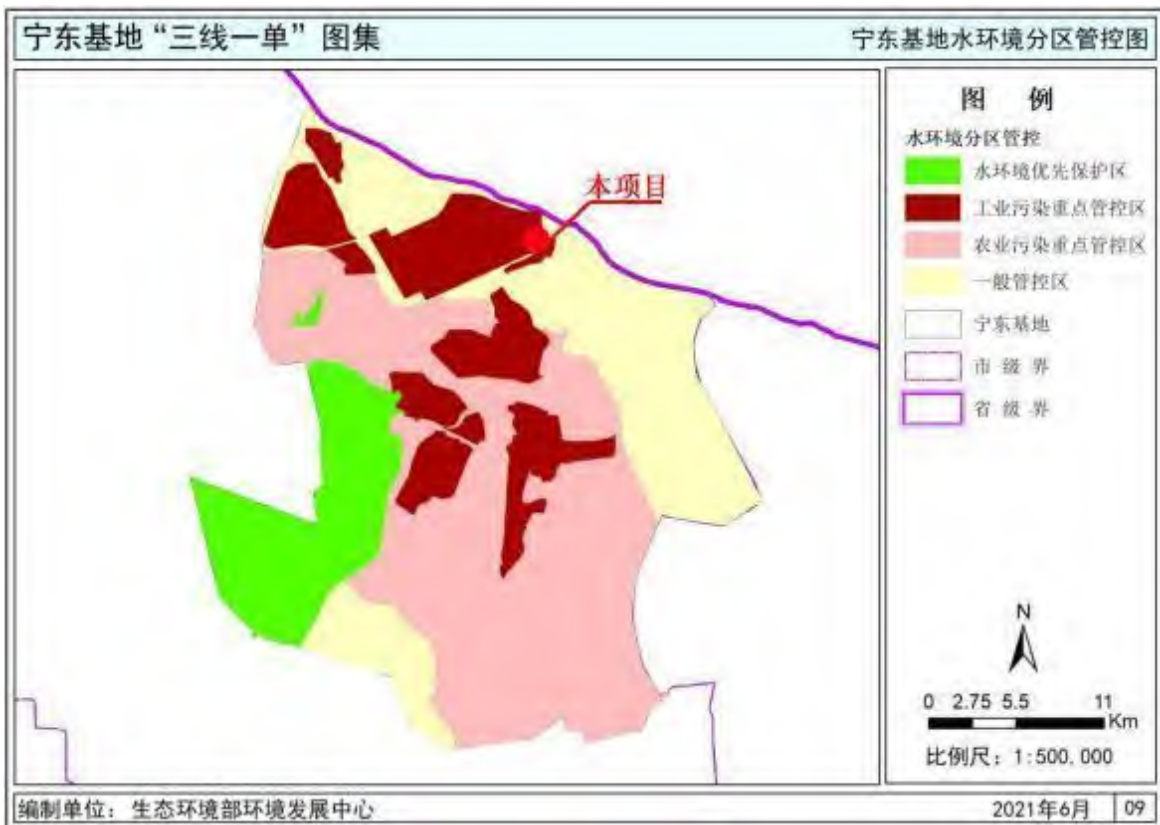 宁东基地“三线一单”图集
宁东基地水环境分区管控图
本项目
图 例
水环境分区管控
水环境优先保护区
工业污染重点管控区
农业污染重点管控区
一般管控区
宁东基地
市 级 界
省 级 界
N
0 2.75 5.5 11
Km
比例尺：1:500,000
编制单位：生态环境部环境发展中心
2021年6月
09